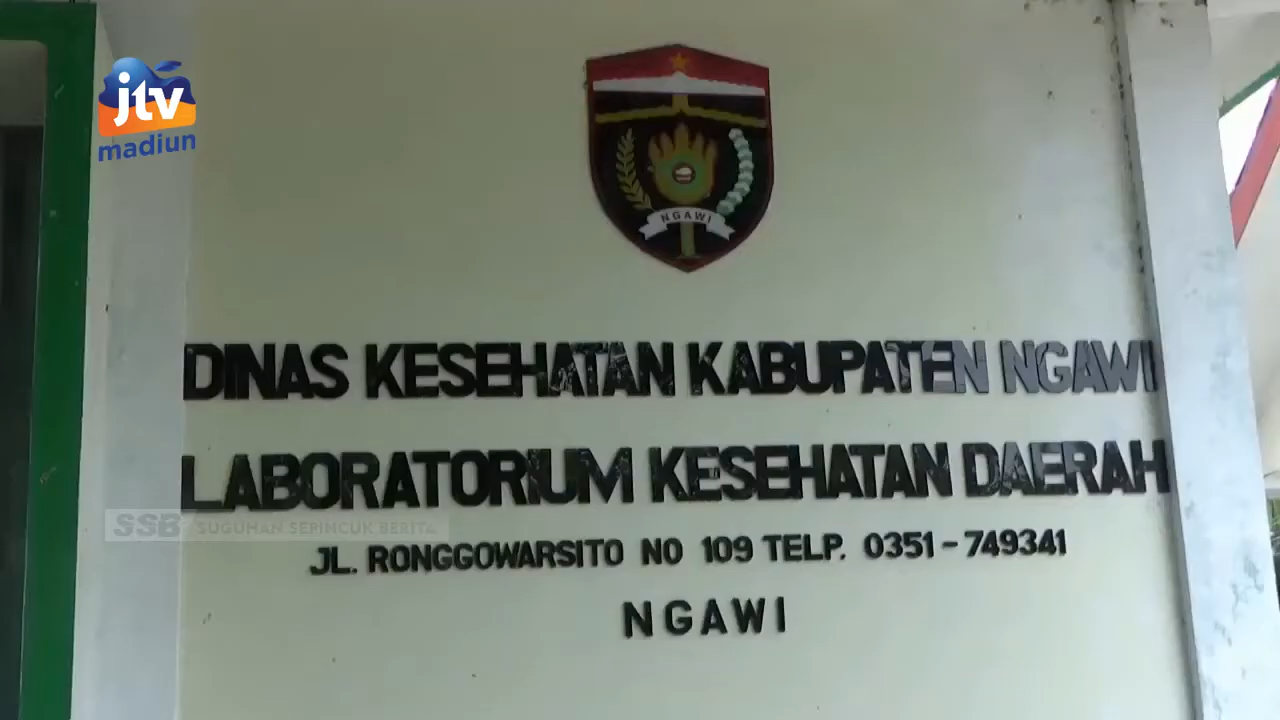 jtv
madiun
NGAWI
DINAS KESEHATAN KABUPATEN NGAWI
LABORATORIUM KESEHATAN DAERAH
SSB SUGUHAN SEPINCUK BERITA
JL. RONGGOWARSITO NO 109 TELP. 0351-749341
NGAWI